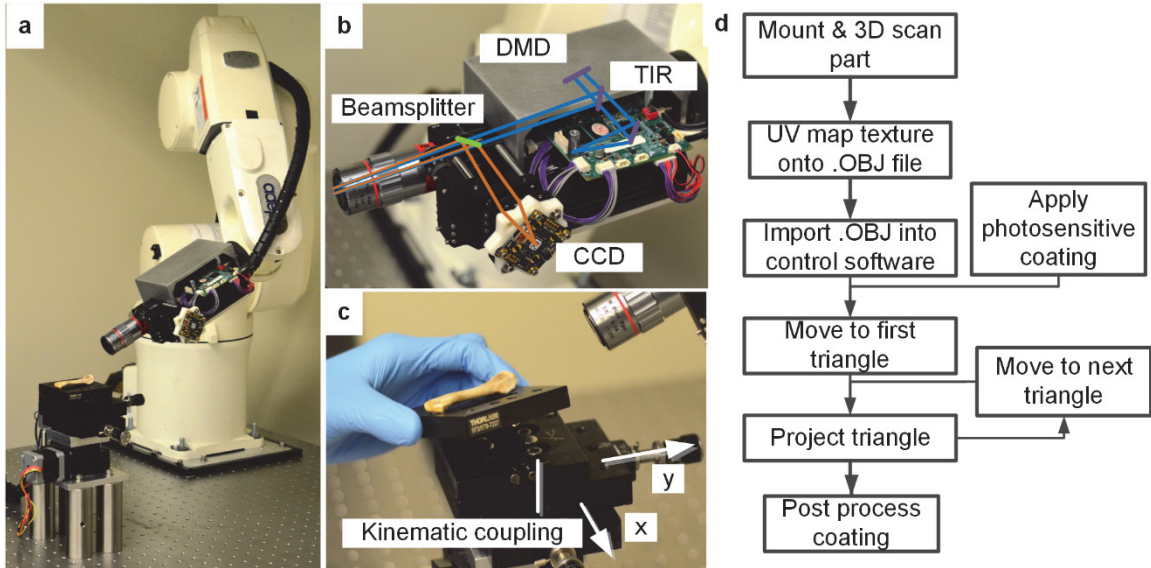 a
b
DMD
TIR
Beamsplitter
CCD
c
THORLABS
y
x
Kinematic coupling
d
Mount & 3D scan
part
UV map texture
onto .OBJ file
Import .OBJ into
control software
Apply
photosensitive
coating
Move to first
triangle
Move to next
triangle
Project triangle
Post process
coating